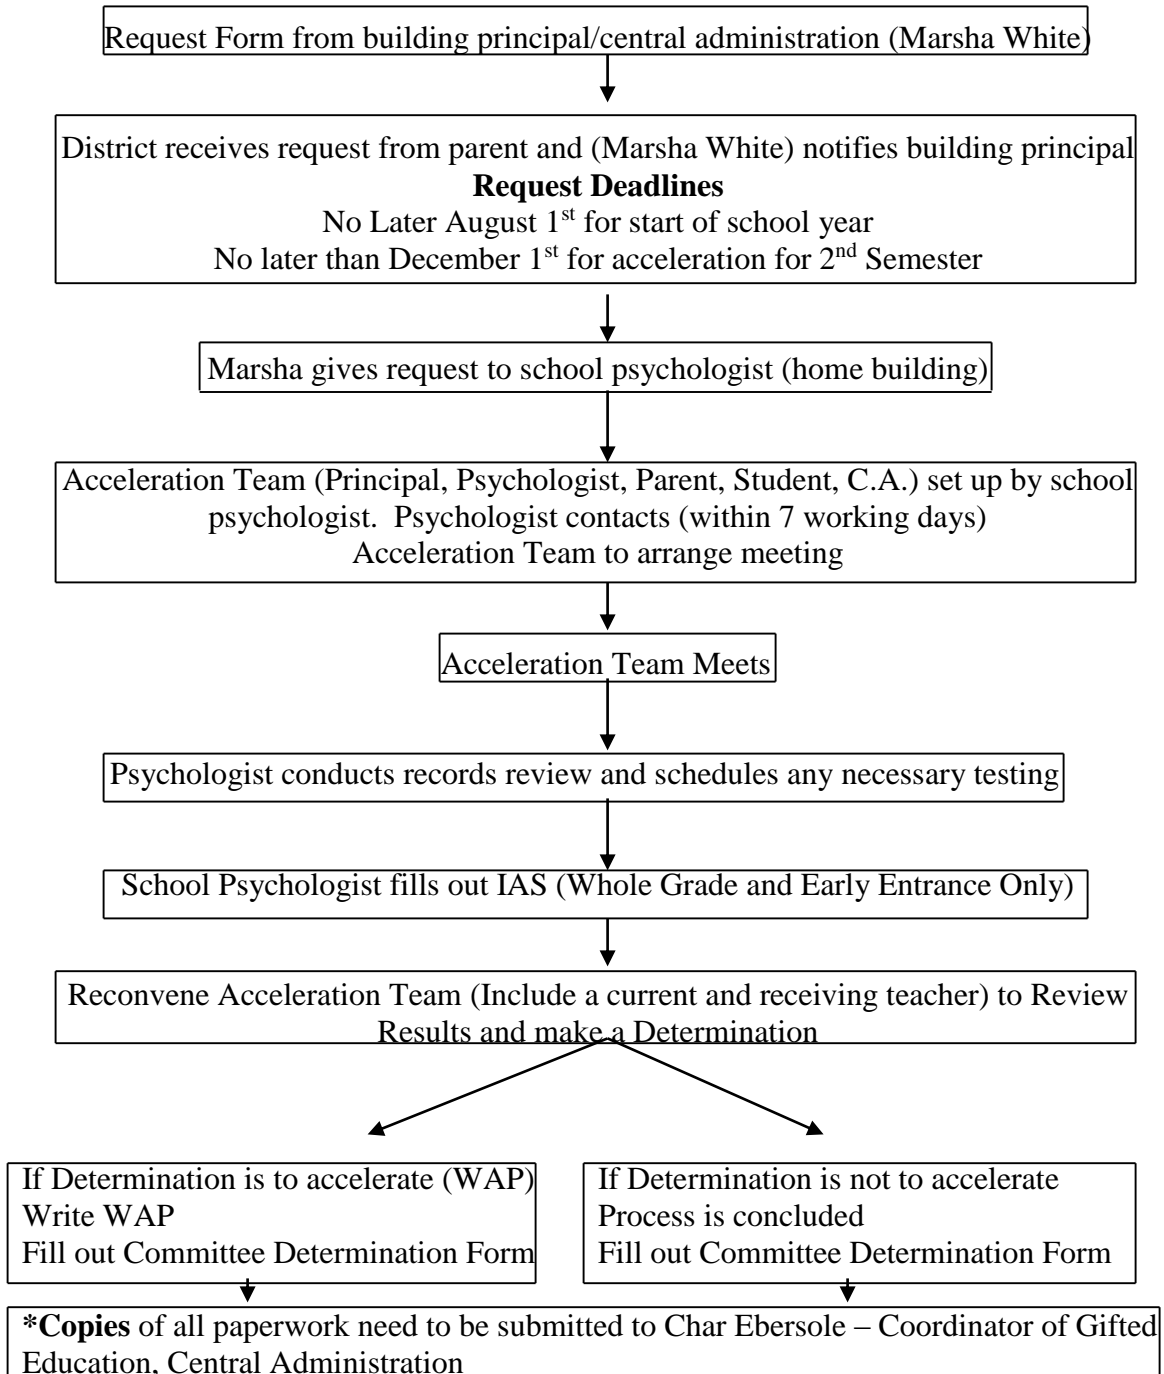 Request Form from building principal/central administration (Marsha White)
District receives request from parent and (Marsha White) notifies building principal
Request Deadlines
No Later August 1st for start of school year
No later than December 1st for acceleration for 2nd Semester
Marsha gives request to school psychologist (home building)
Acceleration Team (Principal, Psychologist, Parent, Student, C.A.) set up by school
psychologist.  Psychologist contacts (within 7 working days)
Acceleration Team to arrange meeting
Acceleration Team Meets
Psychologist conducts records review and schedules any necessary testing
School Psychologist fills out IAS (Whole Grade and Early Entrance Only)
Reconvene Acceleration Team (Include a current and receiving teacher) to Review
Results and make a Determination
If Determination is to accelerate (WAP)
Write WAP
Fill out Committee Determination Form
If Determination is not to accelerate
Process is concluded
Fill out Committee Determination Form
*Copies of all paperwork need to be submitted to Char Ebersole – Coordinator of Gifted
Education, Central Administration